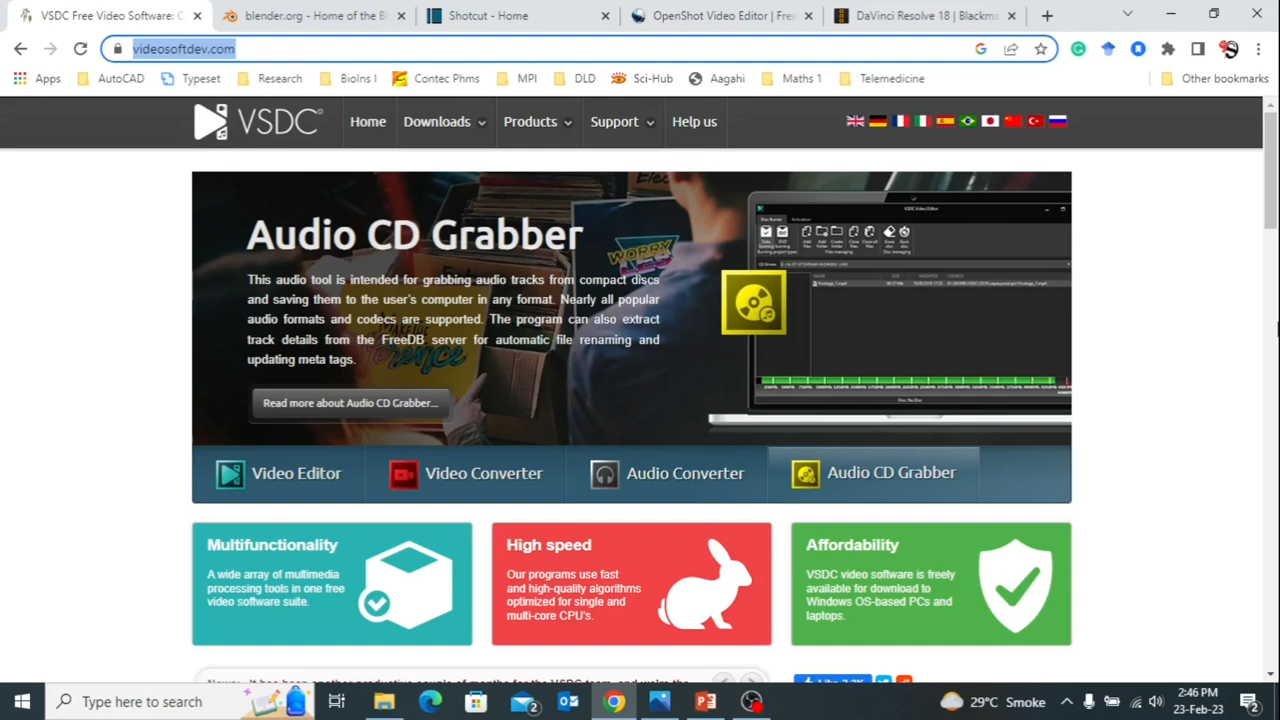 VSDC Free Video Software: C
blender.org - Home of the Bl
Shotcut - Home
OpenShot Video Editor | Free
DaVinci Resolve 18 | Blackma
videosoftdev.com
Apps
AutoCAD
Typeset
Research
BioIns I
Contec Phms
MPI
DLD
Sci-Hub
Aagahi
Maths 1
Telemedicine
Other bookmarks
VSDC
Home
Downloads
Products
Support
Help us
Audio CD Grabber
This audio tool is intended for grabbing audio tracks from compact discs
and saving them to the user's computer in any format. Nearly all popular
audio formats and codecs are supported. The program can also extract
track details from the FreeDB server for automatic file renaming and
updating meta tags.
Read more about Audio CD Grabber...
WORRY
VSDC Video Editor
Video Editor
Video Converter
Audio Converter
Audio CD Grabber
Multifunctionality
A wide array of multimedia
processing tools in one free
video software suite.
High speed
Our programs use fast
and high-quality algorithms
optimized for single and
multi-core CPU's.
Affordability
VSDC video software is freely
available for download to
Windows OS-based PCs and
laptops.
Type here to search
2
29°C Smoke
2:46 PM
23-Feb-23
2